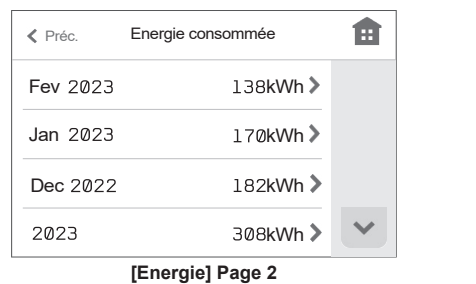 Préc. Energie consommée
Fev 2023 138kWh
Jan 2023 170kWh
Dec 2022 182kWh
2023 308kWh
[Energie] Page 2